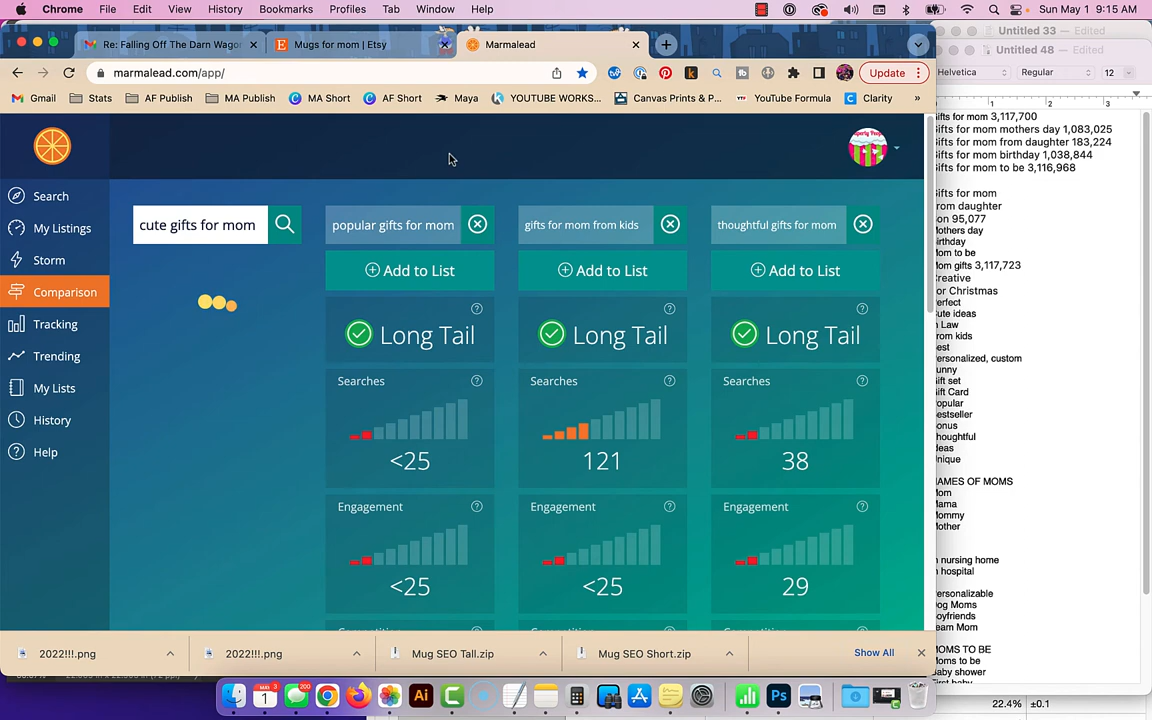 Chrome File Edit View History Bookmarks Profiles Tab Window Help Sun May 1 9:15 AM
Untitled 33 — Edited
Re: Falling Off The Darn Wagor Mugs for mom | Etsy Marmalead Untitled 48 — Edited
marmalead.com/app/ Update Helvetica Regular 12
Gmail Stats AF Publish MA Publish MA Short AF Short Maya YOUTUBE WORKS... Canvas Prints & P... YouTube Formula Clarity »
1 2 3
Search
My Listings
Storm
Comparison
Tracking
Trending
My Lists
History
Help
cute gifts for mom popular gifts for mom gifts for mom from kids thoughtful gifts for mom
Add to List Add to List Add to List
Long Tail Long Tail Long Tail
Searches Searches Searches
<25 121 38
Engagement Engagement Engagement
<25 <25 29
ifts for mom 3,117,700
ifts for mom mothers day 1,083,025
ifts for mom from daughter 183,224
ifts for mom birthday 1,038,844
ifts for mom to be 3,116,968
ifts for mom
rom daughter
on 95,077
others day
irthday
om to be
om gifts 3,117,723
reative
or Christmas
erfect
ute ideas
n Law
rom kids
est
ersonalized, custom
unny
ift set
ift Card
opular
estseller
onus
houghtful
deas
nique
AMES OF MOMS
om
ama
ommy
other
n nursing home
n hospital
ersonalizable
og Moms
oyfriends
eam Mom
OMS TO BE
oms to be
aby shower
2022!!!.png 2022!!!.png Mug SEO Tall.zip Mug SEO Short.zip Show All
22.4% ±0.1